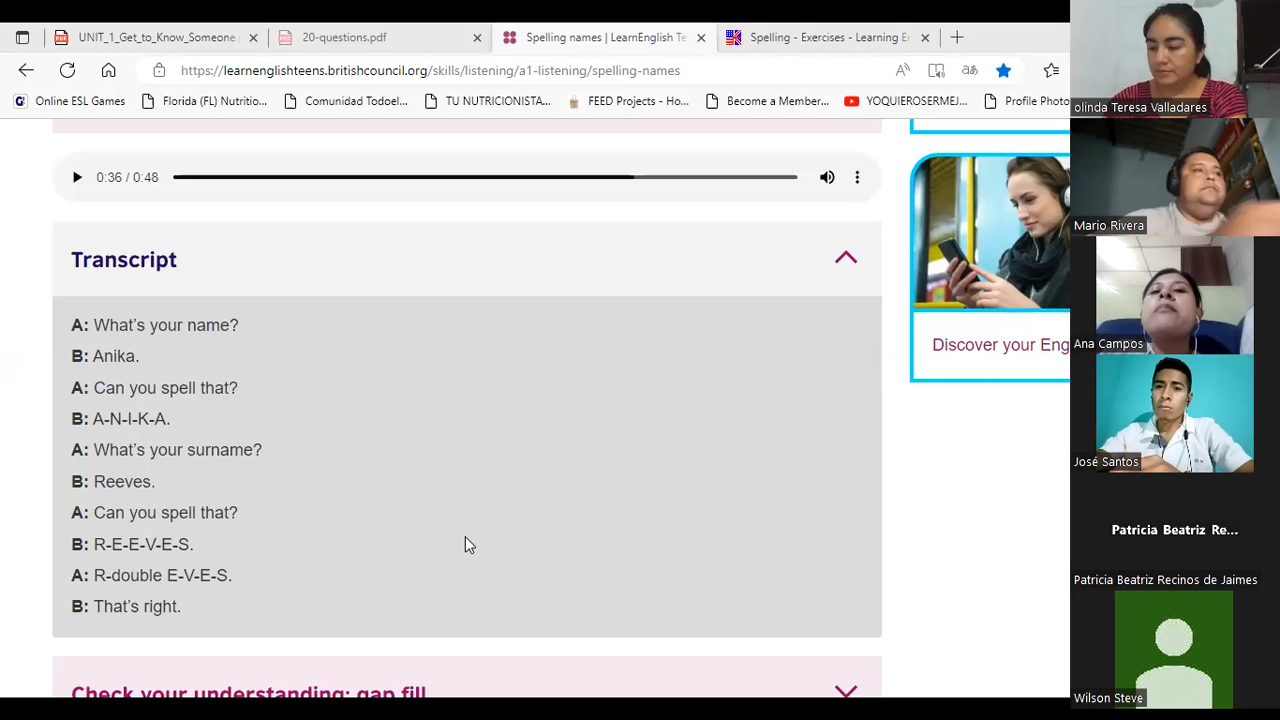 UNIT_1_Get_to_Know_Someone.
20-questions.pdf
Spelling names | LearnEnglish Te
Spelling - Exercises - Learning En
https://learnenglishteens.britishcouncil.org/skills/listening/a1-listening/spelling-names
Online ESL Games
Florida (FL) Nutritio...
Comunidad Todoel...
TU NUTRICIONISTA...
FEED Projects - Ho...
Become a Member...
YOQUIEROSERMEJ...
Profile Photo
0:36 / 0:48
Transcript
A: What's your name?
B: Anika.
A: Can you spell that?
B: A-N-I-K-A.
A: What's your surname?
B: Reeves.
A: Can you spell that?
B: R-E-E-V-E-S.
A: R-double E-V-E-S.
B: That's right.
Check your understanding: gap fill
Discover your Eng
olinda Teresa Valladares
Mario Rivera
Ana Campos
José Santos
Patricia Beatriz Re...
Patricia Beatriz Recinos de Jaimes
Wilson Steve